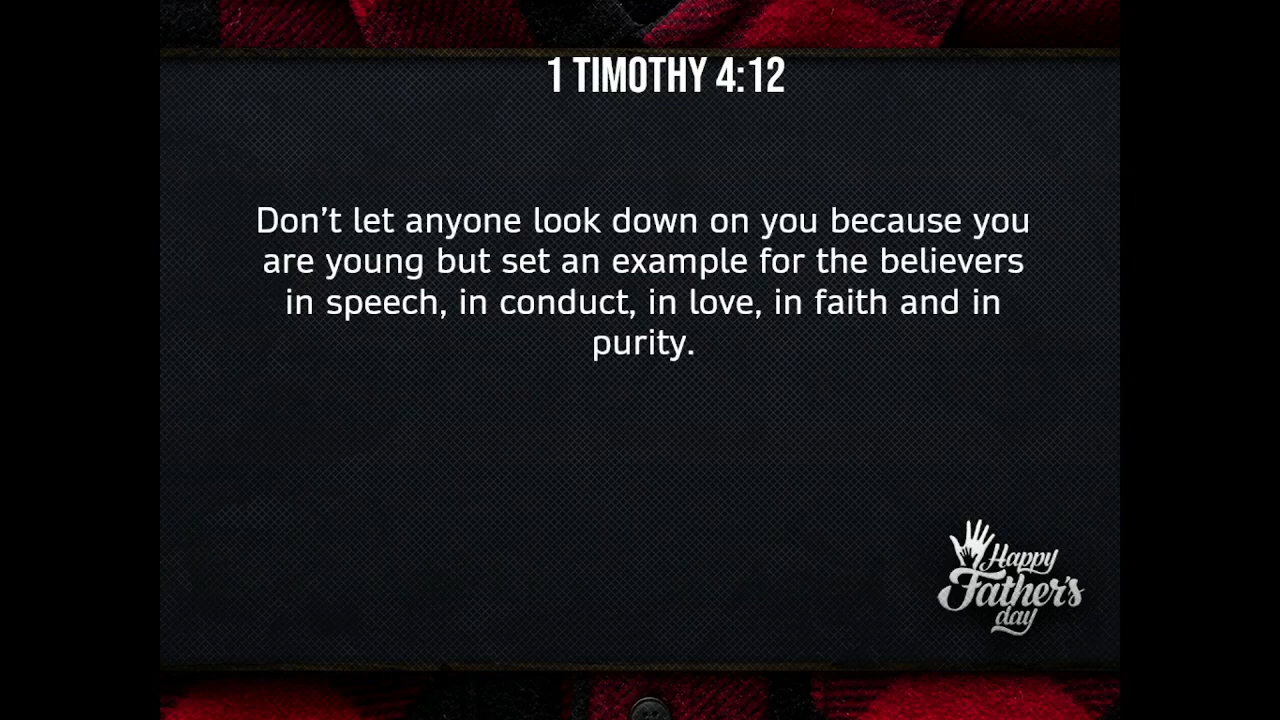 1 TIMOTHY 4:12
Don’t let anyone look down on you because you
are young but set an example for the believers
in speech, in conduct, in love, in faith and in
purity.
Happy
Father's
day